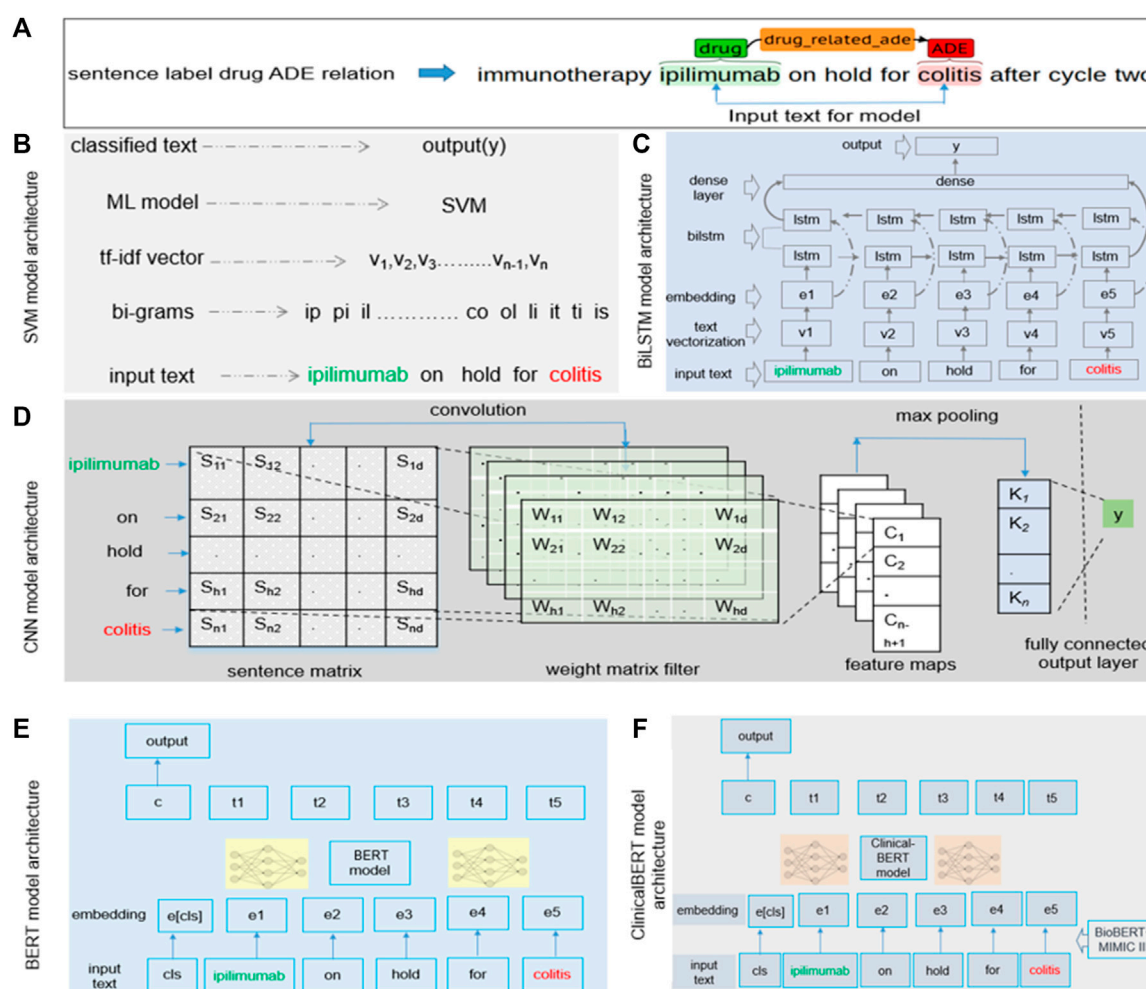 A
drug drug_related_ade ADE
sentence label drug ADE relation immunotherapy ipilimumab on hold for colitis after cycle two
Input text for model
B
SVM model architecture
classified text output(y)
ML model SVM
tf-idf vector v1,v2,v3.........vn-1,vn
bi-grams ip pi il ............. co ol li it ti is
input text ipilimumab on hold for colitis
C
BiLSTM model architecture
output y
dense layer dense
lstm lstm lstm lstm lstm
bilstm
lstm lstm lstm lstm lstm
embedding e1 e2 e3 e4 e5
text vectorization v1 v2 v3 v4 v5
input text ipilimumab on hold for colitis
D
CNN model architecture
convolution
max pooling
ipilimumab S11 S12 . . S1d
on S21 S22 . . S2d
hold . . . . .
for Sh1 Sh2 . . Shd
colitis Sn1 Sn2 . . Snd
sentence matrix
W11 W12 . . W1d
W21 W22 . . W2d
Wh1 Wh2 . . Whd
weight matrix filter
C1
C2
-
Cn-
h+1
feature maps
K1
K2
.
Kn
y
fully connected
output layer
E
BERT model architecture
output
c t1 t2 t3 t4 t5
BERT
model
embedding e[cls] e1 e2 e3 e4 e5
input
text
cls ipilimumab on hold for colitis
F
ClinicalBERT model
architecture
output
c t1 t2 t3 t4 t5
Clinical-
BERT
model
embedding e[cls] e1 e2 e3 e4 e5
BioBERT
MIMIC II
input
text
cls ipilimumab on hold for colitis